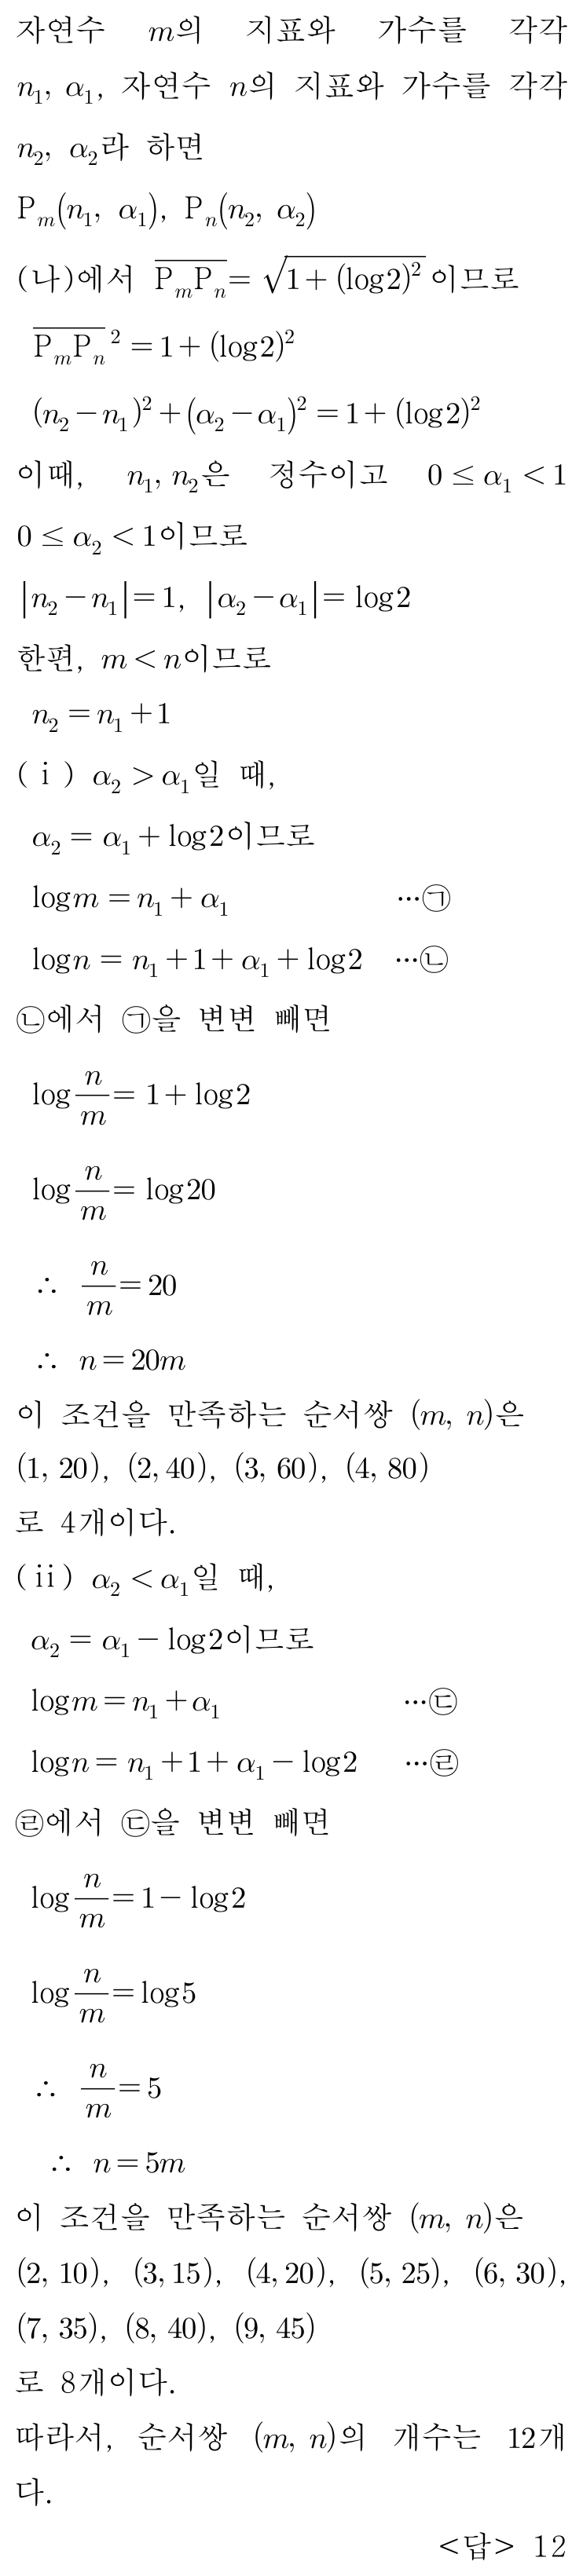 자연수 m의 지표와 가수를 각각
n₁, α₁, 자연수 n의 지표와 가수를 각각
n₂, α₂라 하면
Pₘ(n₁, α₁), Pₙ(n₂, α₂)
(나)에서 \overline{PₘPₙ} = √(1+(log2)²) 이므로
\overline{PₘPₙ}² = 1+(log2)²
(n₂−n₁)²+(α₂−α₁)² = 1+(log2)²
이때, n₁, n₂은 정수이고 0 ≤ α₁ < 1
0 ≤ α₂ < 1이므로
|n₂−n₁| = 1, |α₂−α₁| = log2
한편, m < n이므로
n₂ = n₁+1
(ⅰ) α₂ > α₁일 때,
α₂ = α₁+log2이므로
logm = n₁+α₁ …㉠
logn = n₁+1+α₁+log2 …㉡
㉡에서 ㉠을 변변 빼면
log n/m = 1+log2
log n/m = log20
∴ n/m = 20
∴ n = 20m
이 조건을 만족하는 순서쌍 (m, n)은
(1, 20), (2, 40), (3, 60), (4, 80)
로 4개이다.
(ⅱ) α₂ < α₁일 때,
α₂ = α₁−log2이므로
logm = n₁+α₁ …㉢
logn = n₁+1+α₁−log2 …㉣
㉣에서 ㉢을 변변 빼면
log n/m = 1−log2
log n/m = log5
∴ n/m = 5
∴ n = 5m
이 조건을 만족하는 순서쌍 (m, n)은
(2, 10), (3, 15), (4, 20), (5, 25), (6, 30),
(7, 35), (8, 40), (9, 45)
로 8개이다.
따라서, 순서쌍 (m, n)의 개수는 12개
다.
<답> 12